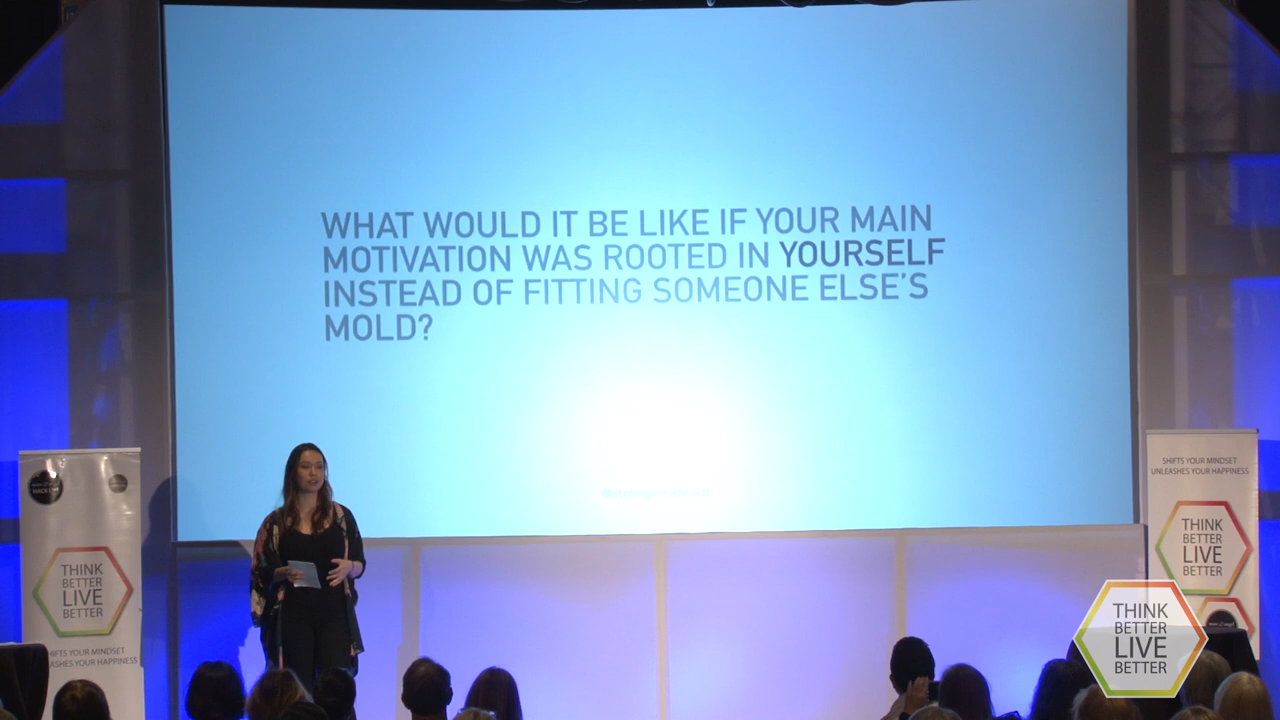 WHAT WOULD IT BE LIKE IF YOUR MAIN
MOTIVATION WAS ROOTED IN YOURSELF
INSTEAD OF FITTING SOMEONE ELSE'S
MOLD?
THINK
BETTER
LIVE
BETTER
SHIFTS YOUR MINDSET
UNLEASHES YOUR HAPPINESS
SHIFTS YOUR MINDSET
UNLEASHES YOUR HAPPINESS
THINK
BETTER
LIVE
BETTER
THINK
BETTER
LIVE
BETTER